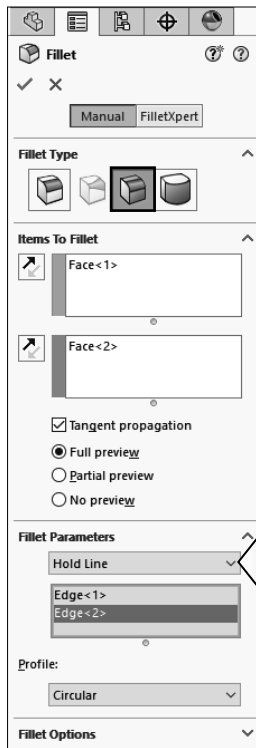 Fillet
Manual FilletXpert
Fillet Type
Items To Fillet
Face<1>
Face<2>
Tangent propagation
Full preview
Partial preview
No preview
Fillet Parameters
Hold Line
Edge<1>
Edge<2>
Profile:
Circular
Fillet Options